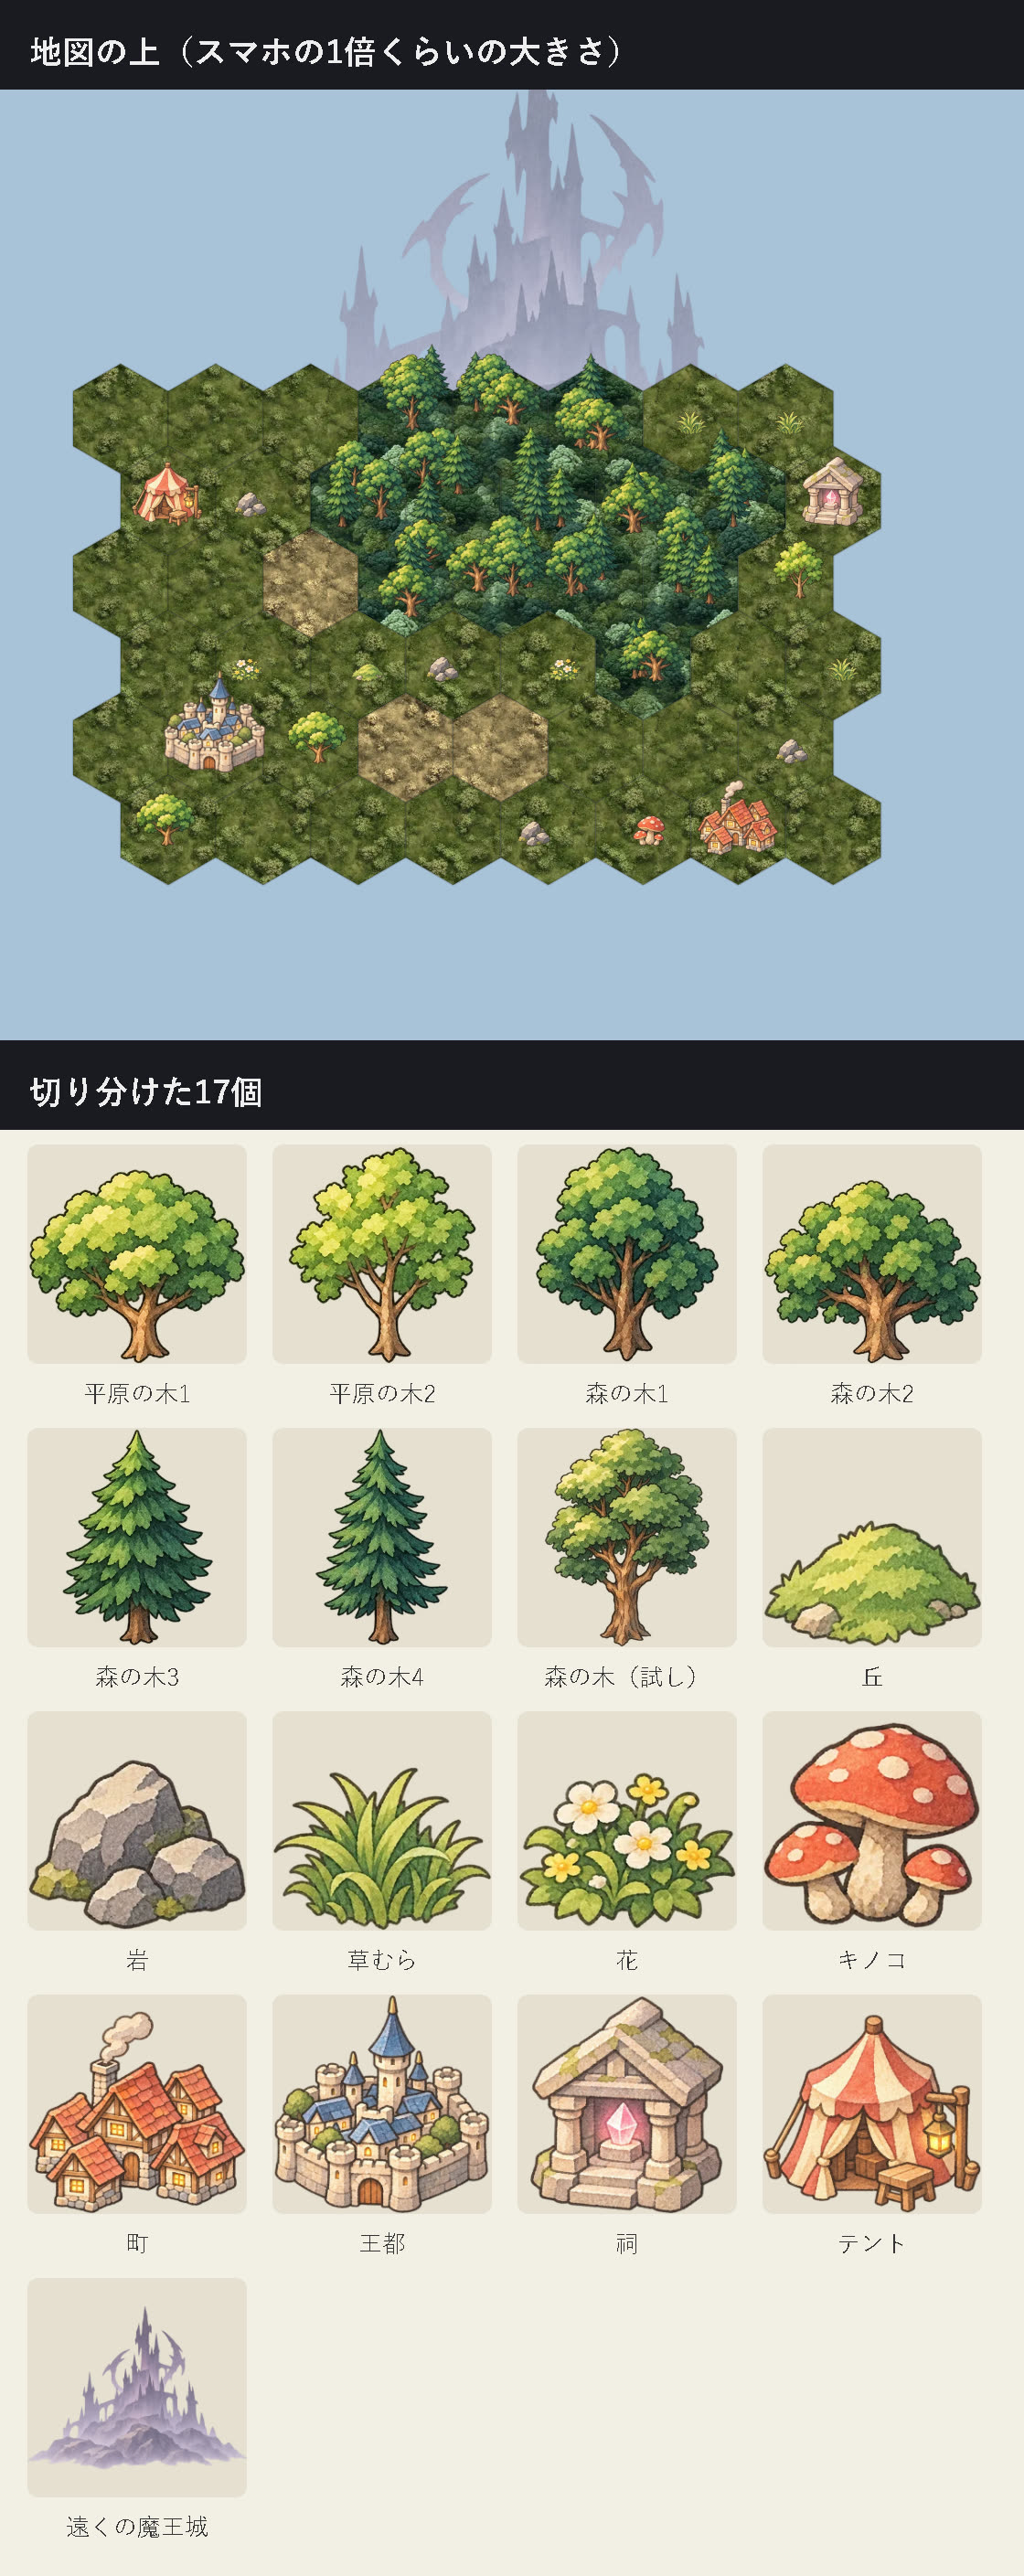 地図の上（スマホの1倍くらいの大きさ）
切り分けた17個
平原の木1
平原の木2
森の木1
森の木2
森の木3
森の木4
森の木（試し）
丘
岩
草むら
花
キノコ
町
王都
祠
テント
遠くの魔王城